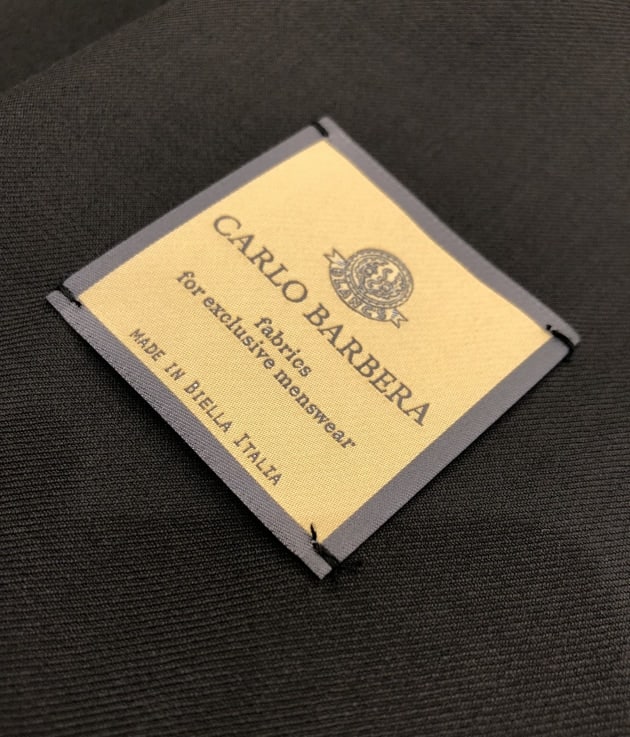 CARLO BARBERA
fabrics
for exclusive menswear
MADE IN BIELLA ITALIA